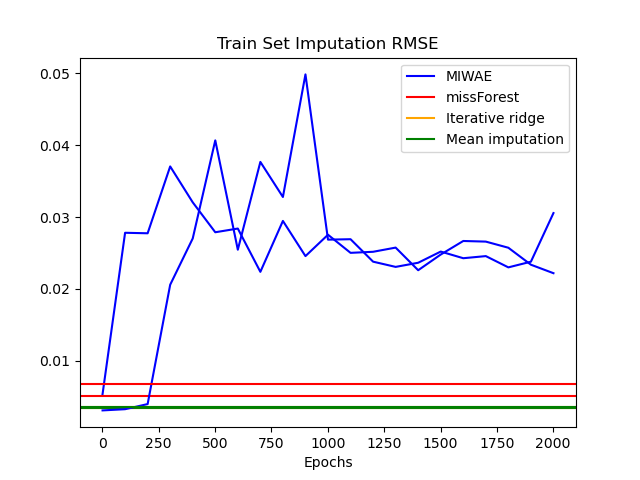 Train Set Imputation RMSE
0.05
0.04
0.03
0.02
0.01
MIWAE
missForest
Iterative ridge
Mean imputation
0 250 500 750 1000 1250 1500 1750 2000
Epochs